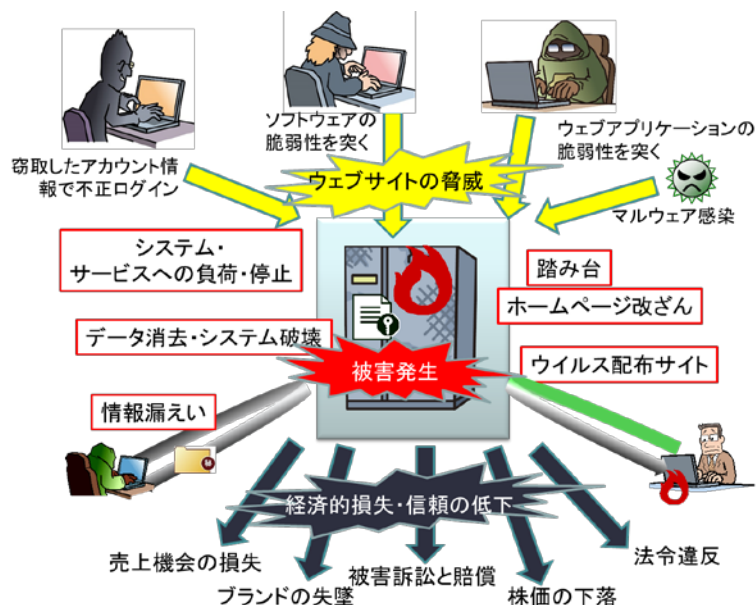 ソフトウェアの
脆弱性を突く
ウェブアプリケーションの
脆弱性を突く
窃取したアカウント情
報で不正ログイン
ウェブサイトの脅威
マルウェア感染
システム・
サービスへの負荷・停止
踏み台
ホームページ改ざん
データ消去・システム破壊
被害発生
ウイルス配布サイト
情報漏えい
経済的損失・信頼の低下
売上機会の損失
ブランドの失墜
被害訴訟と賠償
株価の下落
法令違反